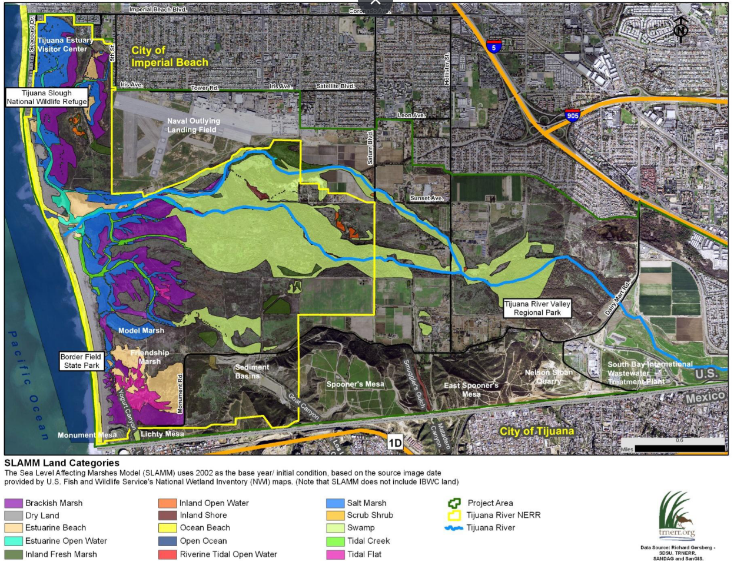 Imperial Beach Blvd.
Tijuana Estuary
Visitor Center
City of
Imperial Beach
5
Iris Ave.
Tower Rd.
Iris Ave.
Satellite Blvd.
Tijuana Slough
National Wildlife Refuge
Leon Ave.
905
Naval Outlying
Landing Field
Saturn Blvd.
Hollister St.
Sunset Ave.
Tijuana River Valley
Regional Park
Dairy Mart Rd.
Pacific Ocean
Model Marsh
Border Field
State Park
Friendship
Marsh
Monument Rd.
Sediment
Basins
Goat Canyon
Spooner's Mesa
East Spooner's
Mesa
Nelson Sloan
Quarry
South Bay International
Wastewater
Treatment Plant
U.S.
Mexico
Monument Mesa
Lichty Mesa
1D
City of Tijuana
Miles
SLAMM Land Categories
The Sea Level Affecting Marshes Model (SLAMM) uses 2002 as the base year/ initial condition, based on the source image date
provided by U.S. Fish and Wildlife Service's National Wetland Inventory (NWI) maps. (Note that SLAMM does not include IBWC land)
Brackish Marsh
Dry Land
Estuarine Beach
Estuarine Open Water
Inland Fresh Marsh
Inland Open Water
Inland Shore
Ocean Beach
Open Ocean
Riverine Tidal Open Water
Salt Marsh
Scrub Shrub
Swamp
Tidal Creek
Tidal Flat
Project Area
Tijuana River NERR
Tijuana River
trnerr.org
Data Source: Richard Gersberg -
SDSU, TRNERR,
SANDAG and SanGIS.